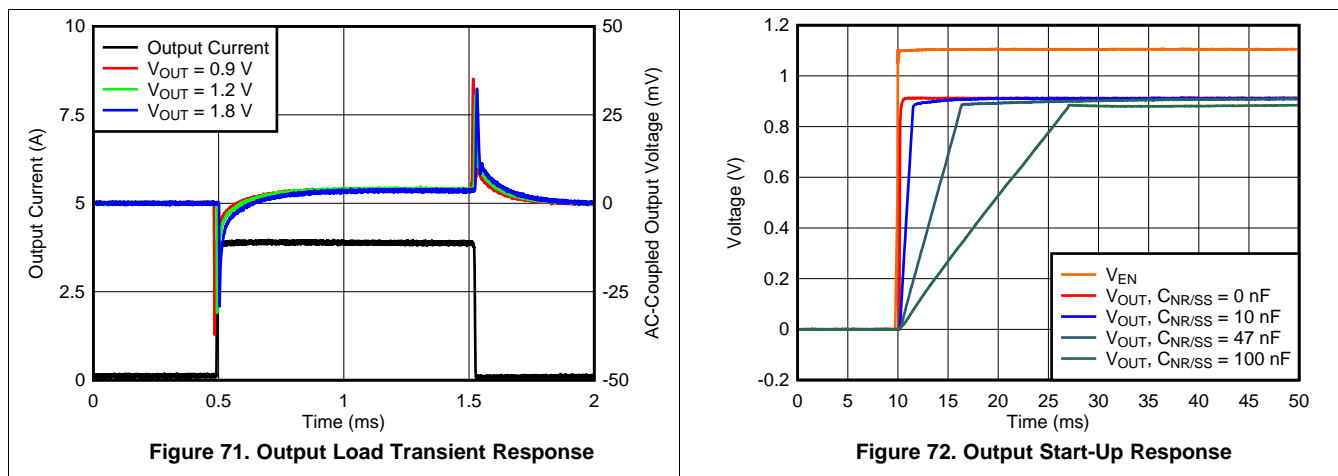 10
7.5
5
2.5
0
Output Current (A)
50
25
0
-25
-50
AC-Coupled Output Voltage (mV)
Output Current
VOUT = 0.9 V
VOUT = 1.2 V
VOUT = 1.8 V
0 0.5 1 1.5 2
Time (ms)
Figure 71. Output Load Transient Response
1.2
1
0.8
0.6
0.4
0.2
0
-0.2
Voltage (V)
VEN
VOUT, CNR/SS = 0 nF
VOUT, CNR/SS = 10 nF
VOUT, CNR/SS = 47 nF
VOUT, CNR/SS = 100 nF
0 5 10 15 20 25 30 35 40 45 50
Time (ms)
Figure 72. Output Start-Up Response